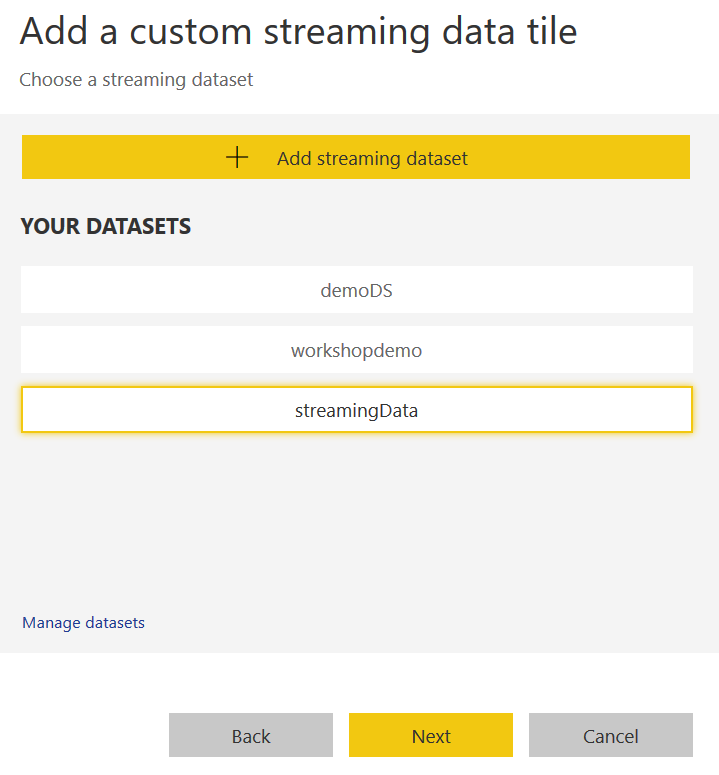 Add a custom streaming data tile
Choose a streaming dataset
Add streaming dataset
YOUR DATASETS
demoDS
workshopdemo
streamingData
Manage datasets
Back Next Cancel